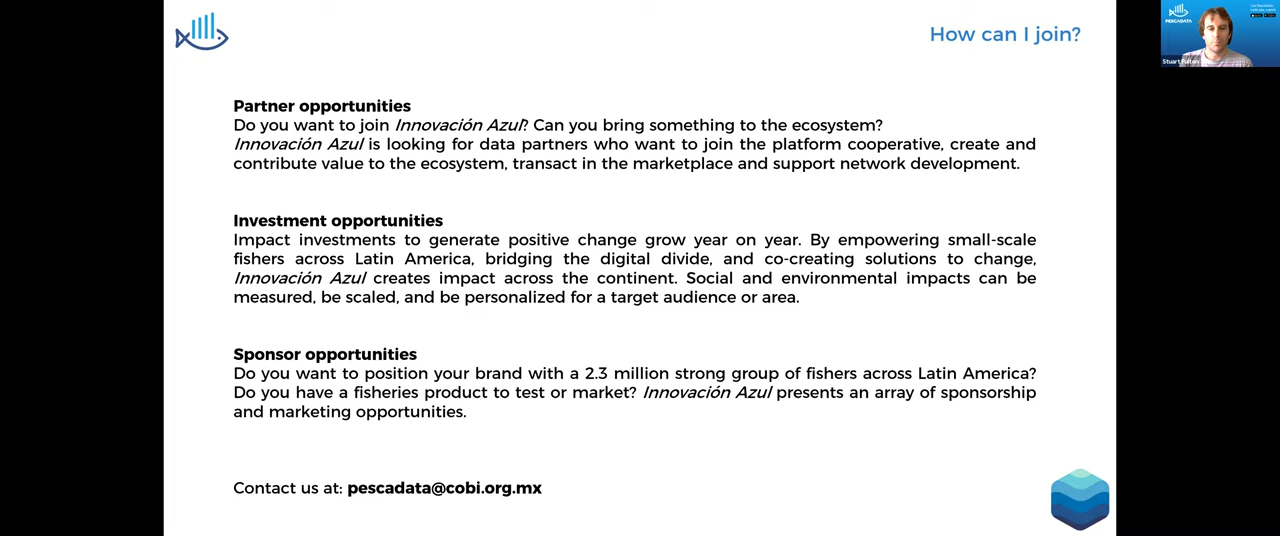 How can I join?
PESCADATA
Stuart Fulton
Partner opportunities
Do you want to join Innovación Azul? Can you bring something to the ecosystem?
Innovación Azul is looking for data partners who want to join the platform cooperative, create and
contribute value to the ecosystem, transact in the marketplace and support network development.
Investment opportunities
Impact investments to generate positive change grow year on year. By empowering small-scale
fishers across Latin America, bridging the digital divide, and co-creating solutions to change,
Innovación Azul creates impact across the continent. Social and environmental impacts can be
measured, be scaled, and be personalized for a target audience or area.
Sponsor opportunities
Do you want to position your brand with a 2.3 million strong group of fishers across Latin America?
Do you have a fisheries product to test or market? Innovación Azul presents an array of sponsorship
and marketing opportunities.
Contact us at: pescadata@cobi.org.mx